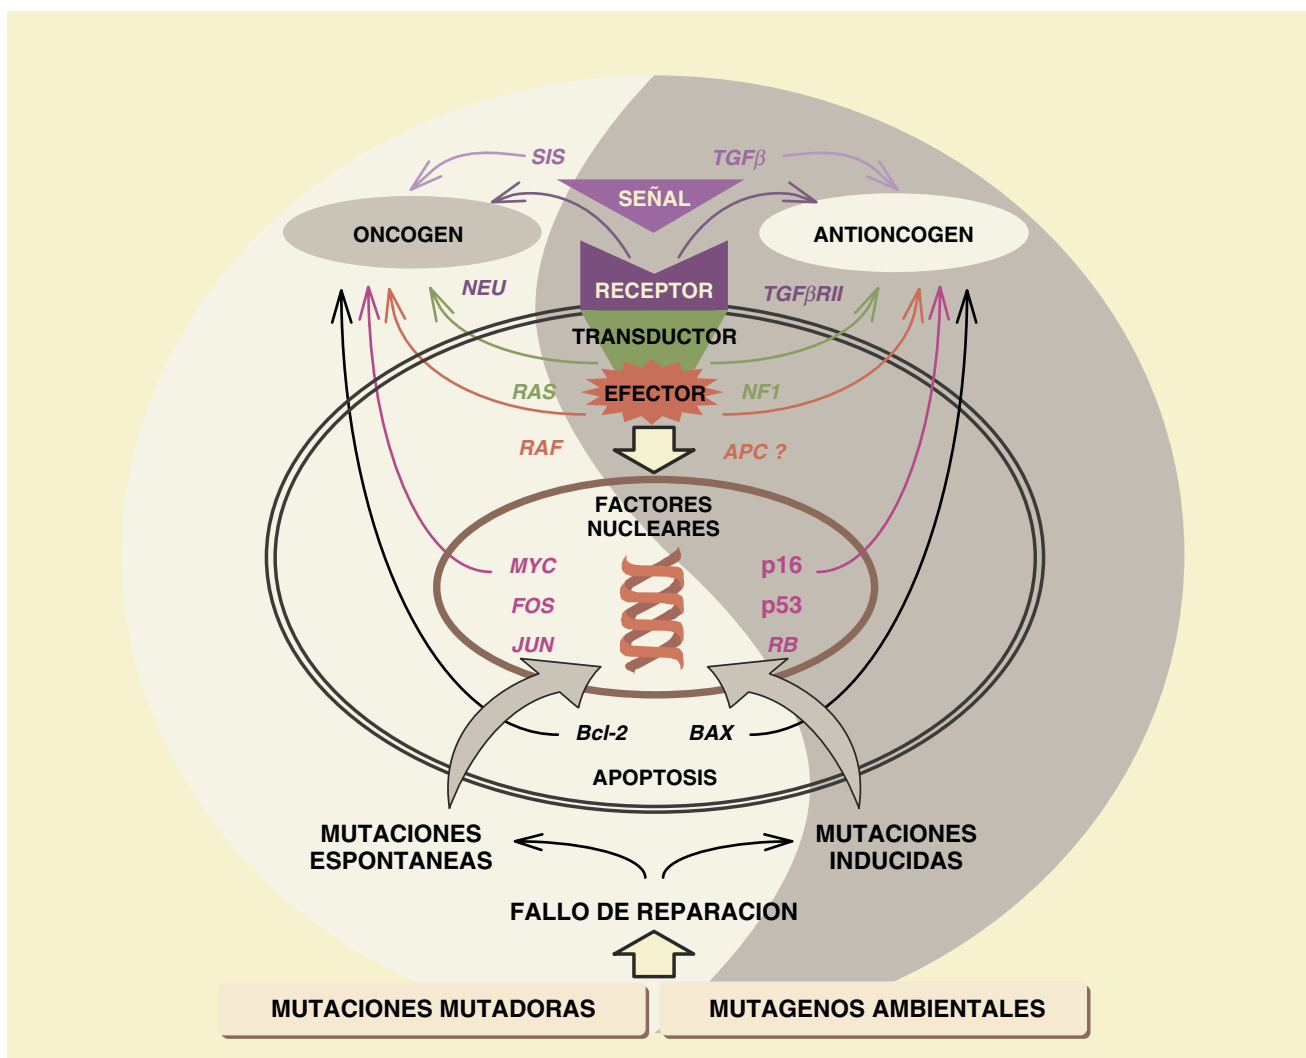 SIS
TGFβ
SEÑAL
ONCOGEN
ANTIONCOGEN
NEU
RECEPTOR
TGFβRII
TRANSDUCTOR
RAS
EFECTOR
NF1
RAF
APC ?
FACTORES
NUCLEARES
MYC
p16
FOS
p53
JUN
RB
Bcl-2
BAX
APOPTOSIS
MUTACIONES
ESPONTANEAS
MUTACIONES
INDUCIDAS
FALLO DE REPARACION
MUTACIONES MUTADORAS
MUTAGENOS AMBIENTALES